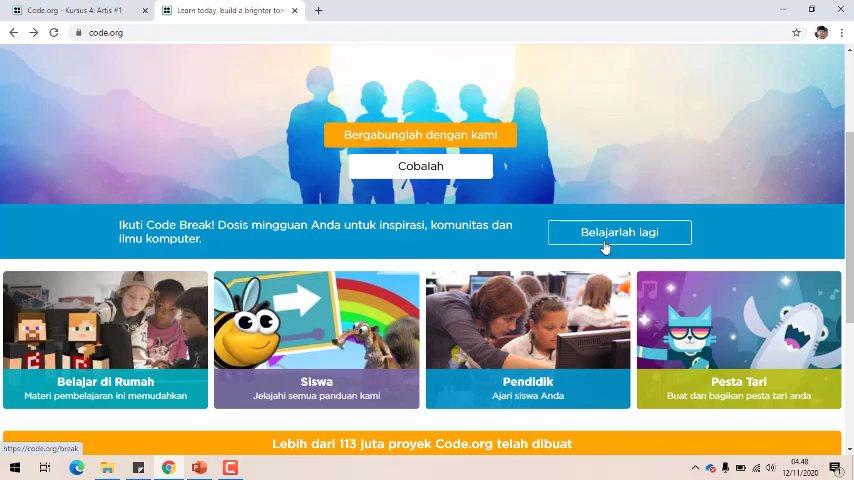 Code.org - Kursus 4: Artis #1
Learn today, build a brighter tom
code.org
Bergabunglah dengan kami
Cobalah
Ikuti Code Break! Dosis mingguan Anda untuk inspirasi, komunitas dan
ilmu komputer.
Belajarlah lagi
Belajar di Rumah
Materi pembelajaran ini memudahkan
Siswa
Jelajahi semua panduan kami
Pendidik
Ajari siswa Anda
Pesta Tari
Buat dan bagikan pesta tari anda
Lebih dari 113 juta proyek Code.org telah dibuat
https://code.org/break
04.48
12/11/2020